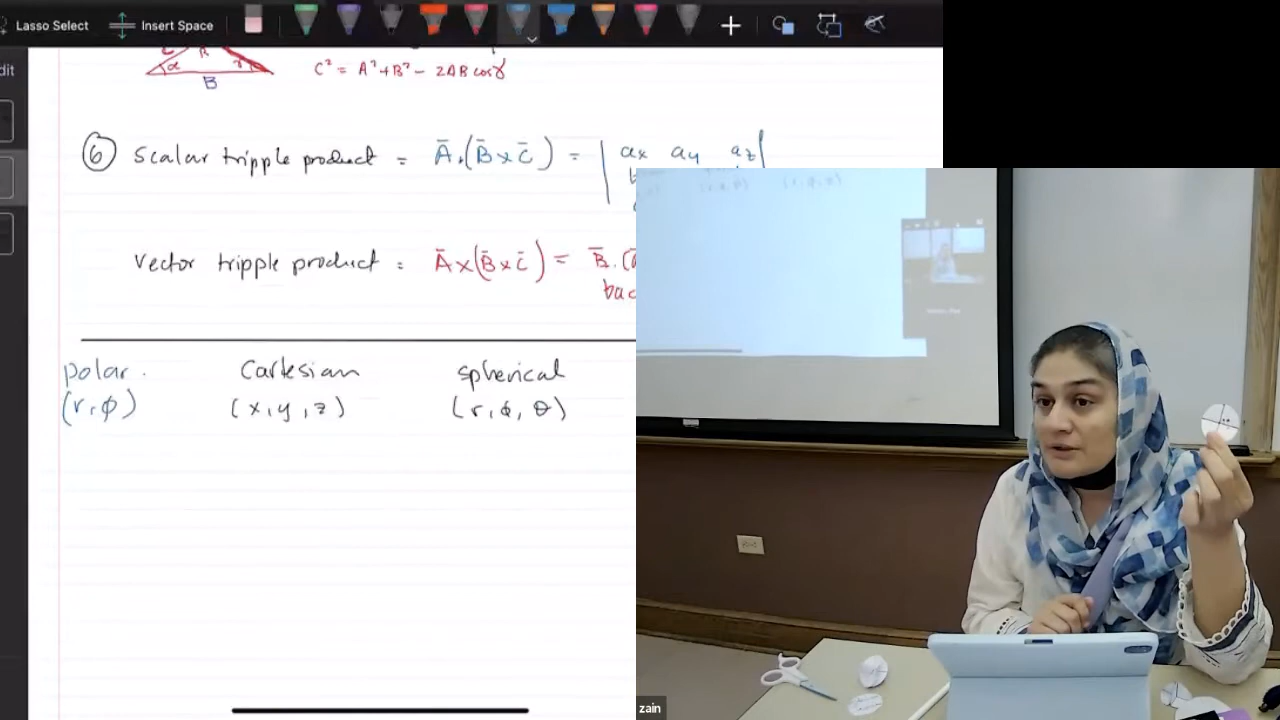 Lasso Select Insert Space
dit
α
B
C² = A² + B² - 2AB cosγ
⑥ Scalar tripple product = Ā.(B̄ × C̄) = | ax ay az |
Vector tripple product = Ā×(B̄×C̄) = B̄.(
bac
polar. Cartesian spherical
(r, φ) (x, y, z) (r, φ, θ)
(r, φ, θ)
zain